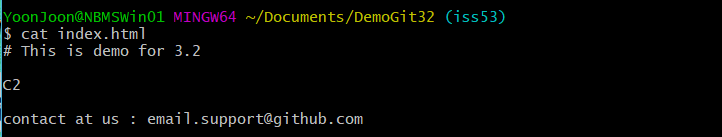 YoonJoon@NBMSWin01 MINGW64 ~/Documents/DemoGit32 (iss53)
$ cat index.html
# This is demo for 3.2
C2
contact at us : email.support@github.com